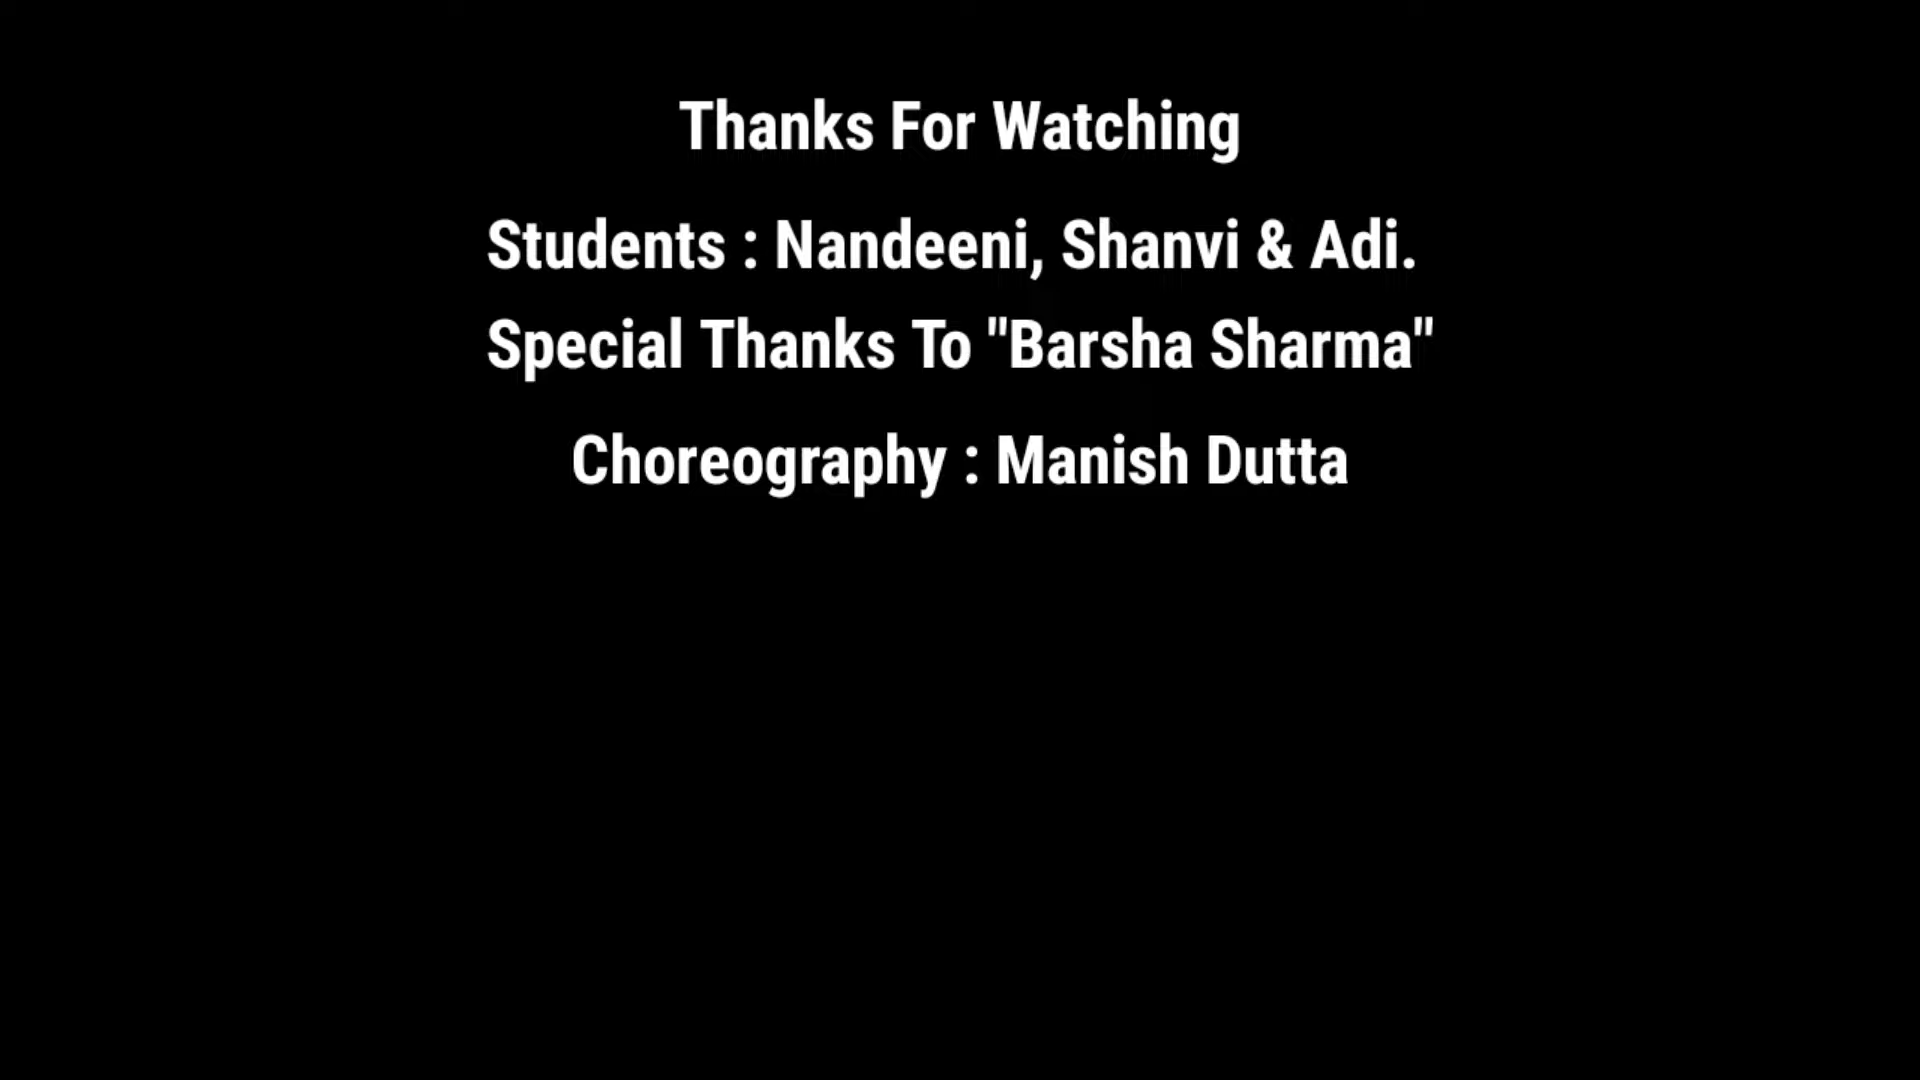 Thanks For Watching
Students : Nandeeni, Shanvi & Adi.
Special Thanks To "Barsha Sharma"
Choreography : Manish Dutta